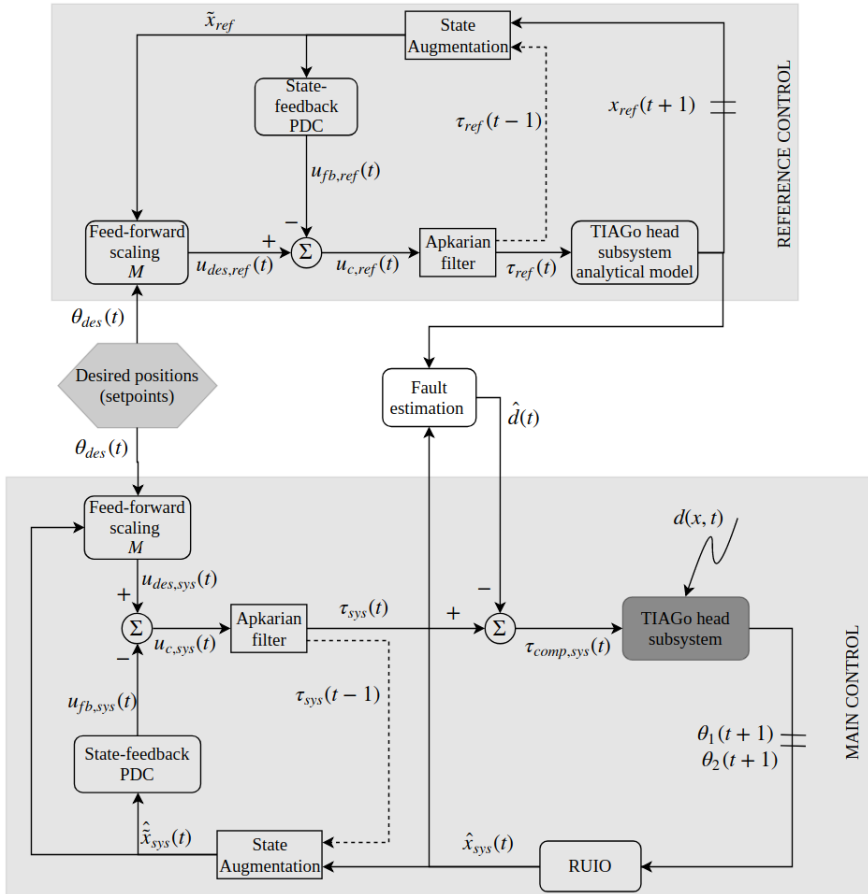 x̃_ref
State
Augmentation
State-
feedback
PDC
τ_ref(t − 1)
x_ref(t + 1)
REFERENCE CONTROL
u_fb,ref(t)
−
Feed-forward
scaling
M
+
Σ
Apkarian
filter
TIAGo head
subsystem
analytical model
u_des,ref(t)
u_c,ref(t)
τ_ref(t)
θ_des(t)
Desired positions
(setpoints)
Fault
estimation
d̂(t)
θ_des(t)
Feed-forward
scaling
M
d(x, t)
u_des,sys(t)
−
+
Σ
Apkarian
filter
τ_sys(t)
+
Σ
TIAGo head
subsystem
u_c,sys(t)
τ_comp,sys(t)
−
u_fb,sys(t)
τ_sys(t − 1)
θ₁(t + 1)
θ₂(t + 1)
MAIN CONTROL
State-feedback
PDC
x̃̂_sys(t)
State
Augmentation
x̂_sys(t)
RUIO